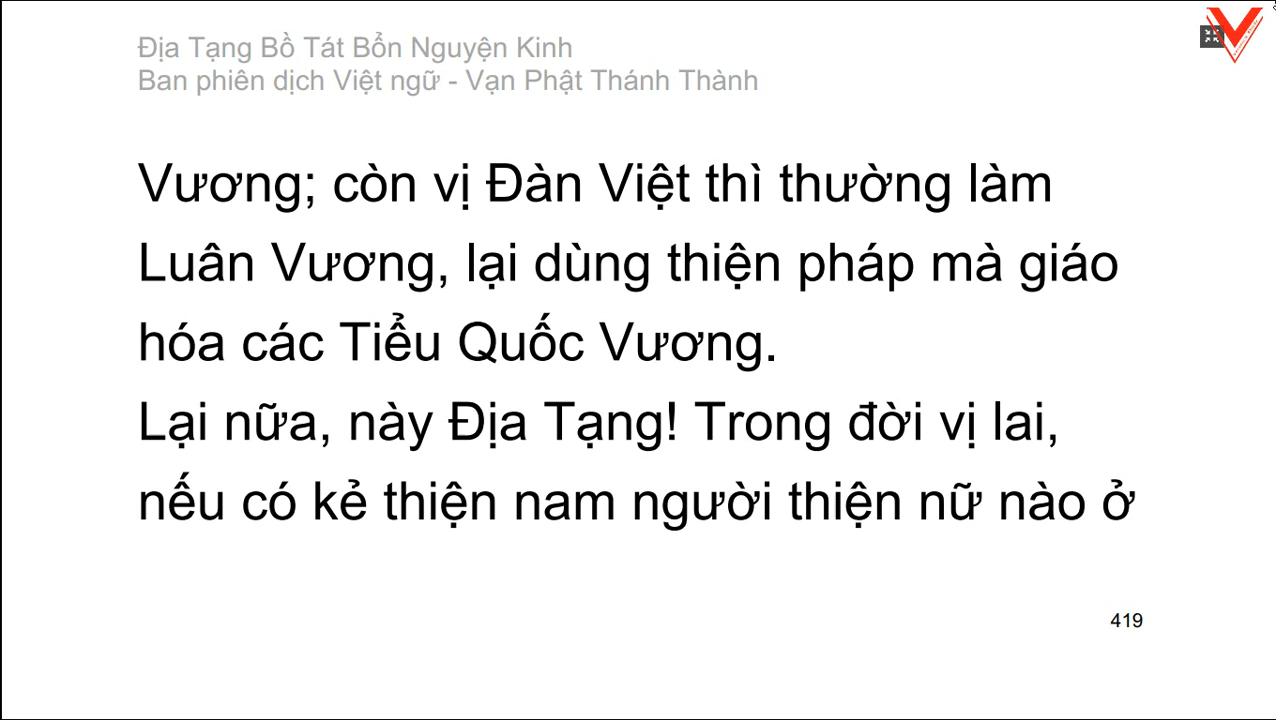 Địa Tạng Bồ Tát Bổn Nguyện Kinh
Ban phiên dịch Việt ngữ - Vạn Phật Thánh Thành
Vương; còn vị Đàn Việt thì thường làm
Luân Vương, lại dùng thiện pháp mà giáo
hóa các Tiểu Quốc Vương.
Lại nữa, này Địa Tạng! Trong đời vị lai,
nếu có kẻ thiện nam người thiện nữ nào ở
419